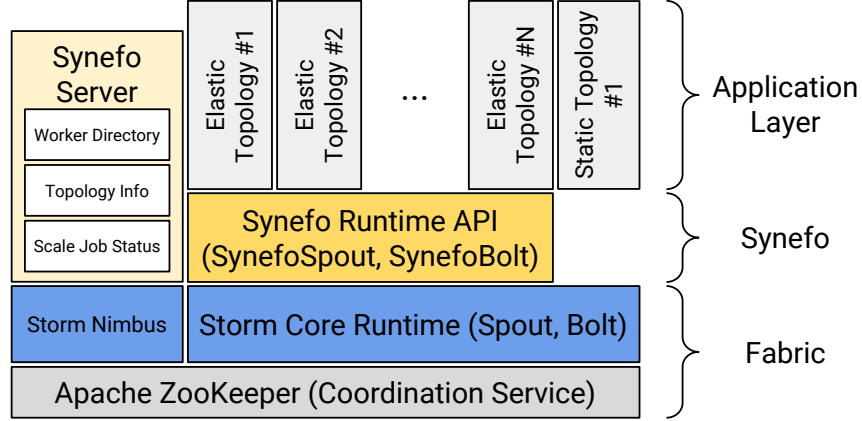 Synefo
Server
Worker Directory
Topology Info
Scale Job Status
Elastic
Topology #1
Elastic
Topology #2
...
Elastic
Topology #N
Static Topology
#1
Application
Layer
Synefo Runtime API
(SynefoSpout, SynefoBolt)
Synefo
Storm Nimbus
Storm Core Runtime (Spout, Bolt)
Fabric
Apache ZooKeeper (Coordination Service)